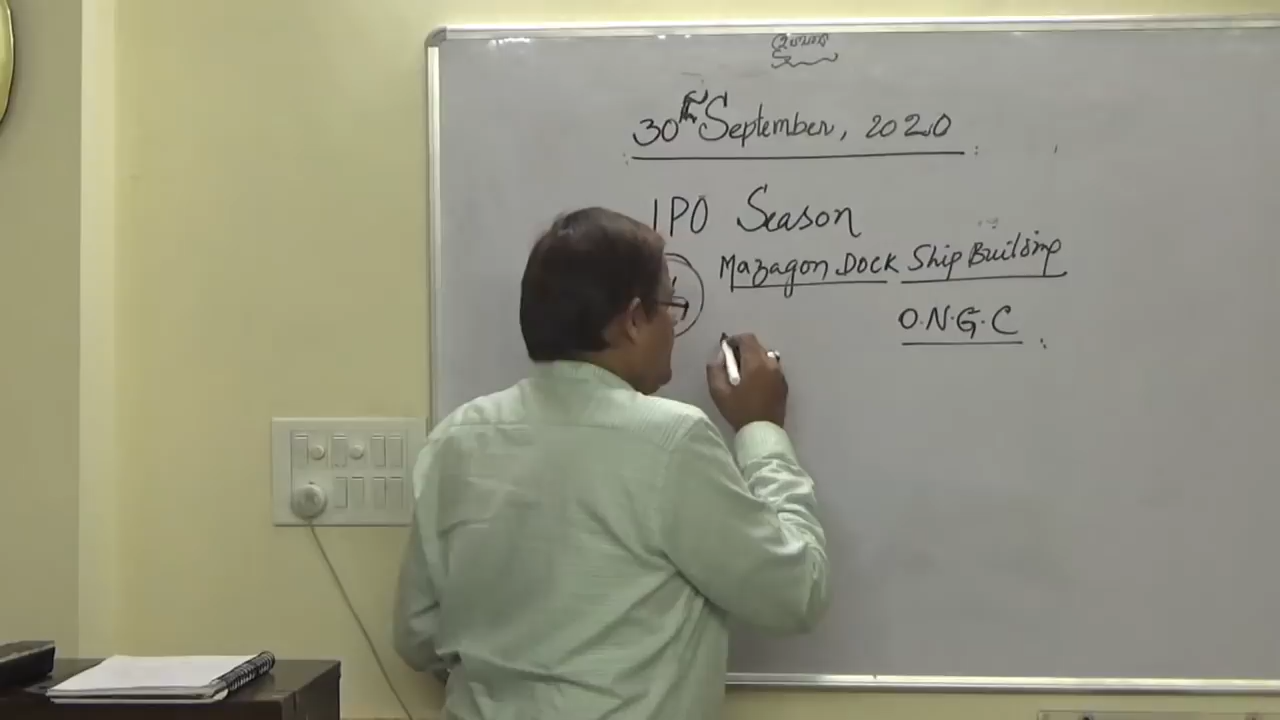 30th September, 2020
IPO Season
Mazagon DOCK Ship Building
O.N.G.C